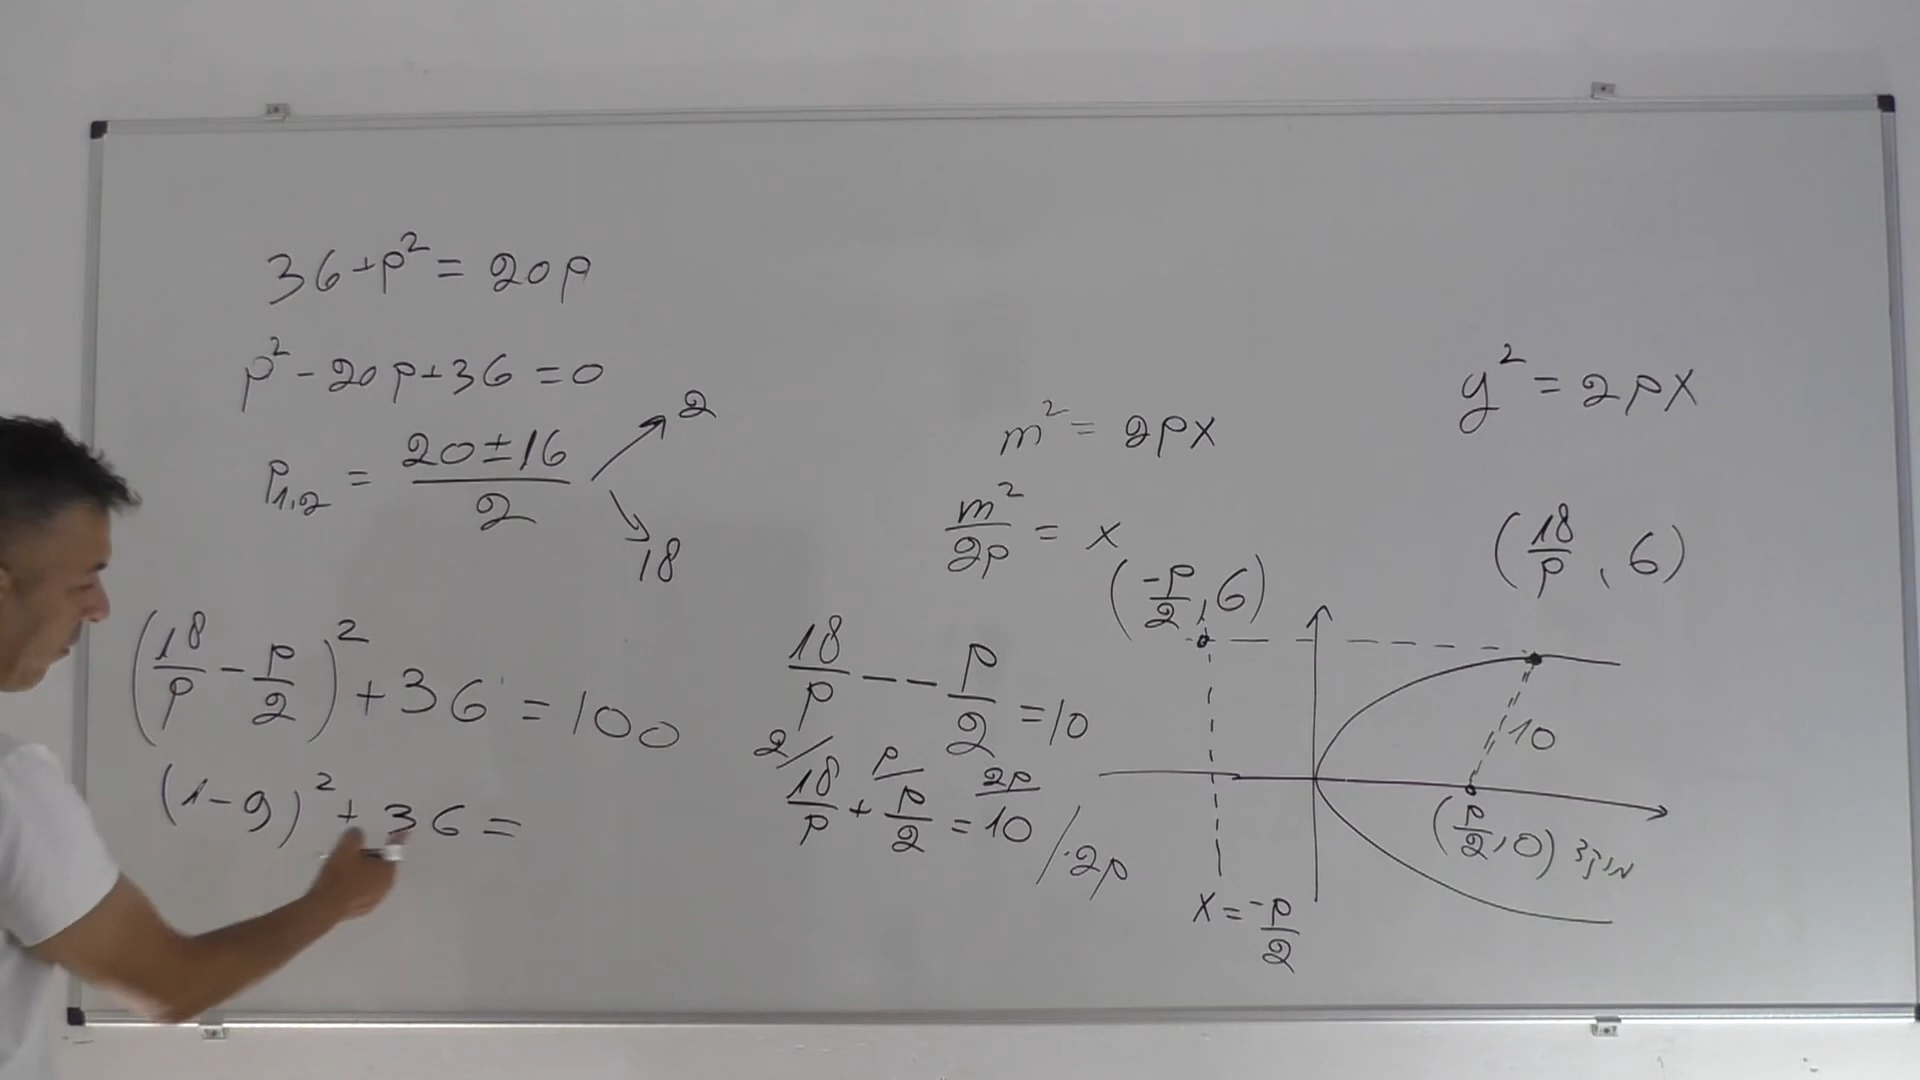 36+p² = 20p
p² - 20p+36 = 0
p₁,₂ = (20±16)/2
2
18
(18/p - p/2)² + 36 = 100
(1-9)² + 36 =
m² = 2px
m²/2p = x
(-p/2, 6)
18/p - - p/2 = 10
2/ p/ 2p/
18/p + p/2 = 10 /·2p
y² = 2px
(18/p, 6)
10
(p/2, 0)
x = -p/2